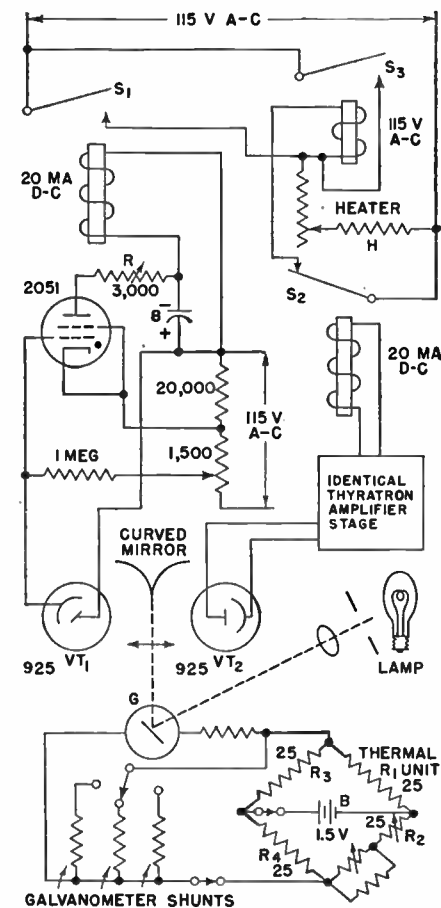 115 V A-C
S1
S3
115 V
A-C
20 MA
D-C
HEATER
H
R
3,000
2051
8
−
+
S2
20 MA
D-C
20,000
115 V
A-C
1 MEG
1,500
IDENTICAL
THYRATRON
AMPLIFIER
STAGE
CURVED
MIRROR
925 VT1
925 VT2
LAMP
G
25
R3
THERMAL
UNIT
R1
25
B
1.5 V
25
R2
R4
25
GALVANOMETER SHUNTS